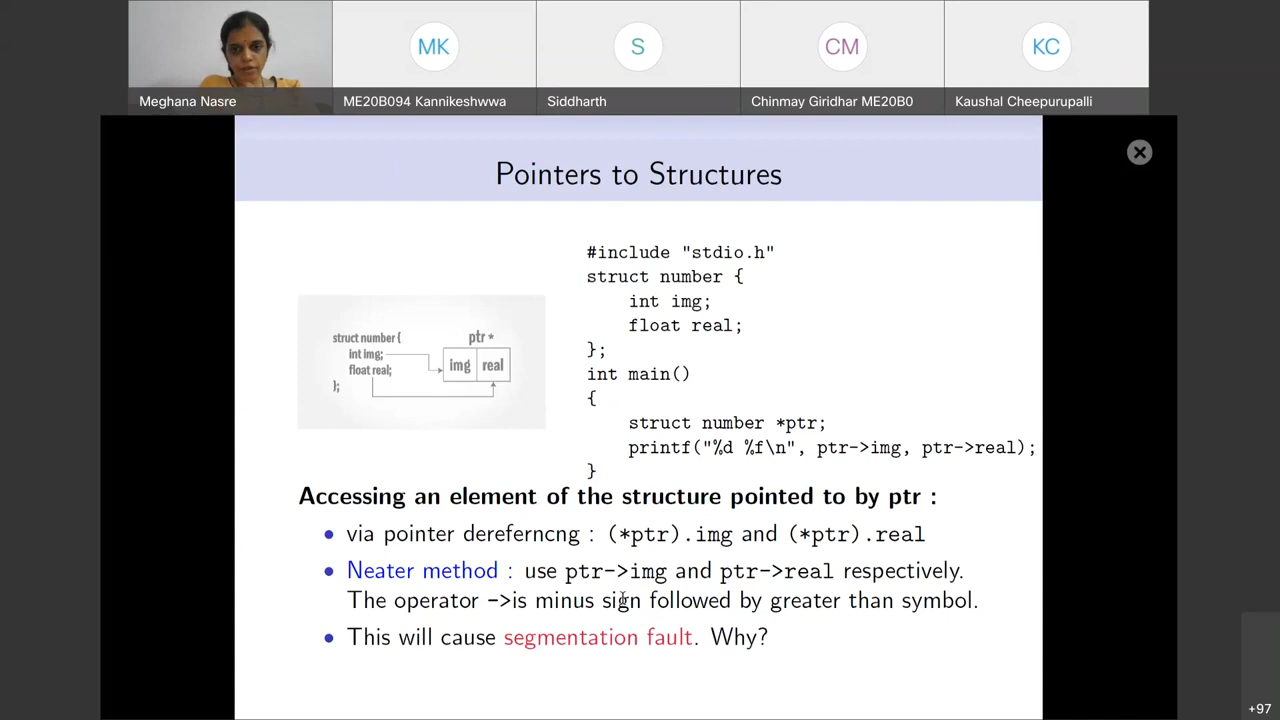 MK
S
CM
KC
Meghana Nasre
ME20B094 Kannikeshwwa
Siddharth
Chinmay Giridhar ME20B0
Kaushal Cheepurupalli
Pointers to Structures
struct number {
int img;
float real;
};
ptr *
img real
#include "stdio.h"
struct number {
int img;
float real;
};
int main()
{
struct number *ptr;
printf("%d %f\n", ptr->img, ptr->real);
}
Accessing an element of the structure pointed to by ptr :
• via pointer dereferncng : (*ptr).img and (*ptr).real
• Neater method : use ptr->img and ptr->real respectively.
The operator ->is minus sign followed by greater than symbol.
• This will cause segmentation fault. Why?
+97